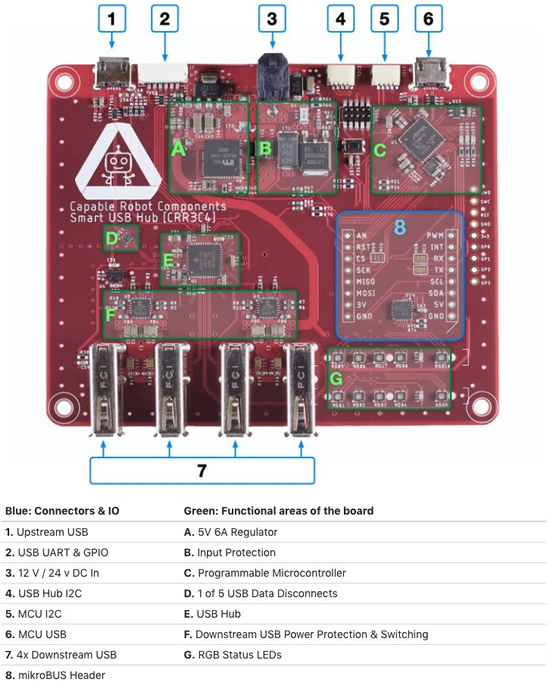 1
2
3
4
5
6
A
B
C
Capable Robot Components
Smart USB Hub [CRR3C4]
D
E
F
8
AN
RST
CS
SCK
MISO
MOSI
3V
GND
PWM
INT
RX
TX
SCL
SDA
5V
GND
G
FCI
FCI
FCI
FCI
7
Blue: Connectors & IO Green: Functional areas of the board
1. Upstream USB A. 5V 6A Regulator
2. USB UART & GPIO B. Input Protection
3. 12 V / 24 v DC In C. Programmable Microcontroller
4. USB Hub I2C D. 1 of 5 USB Data Disconnects
5. MCU I2C E. USB Hub
6. MCU USB F. Downstream USB Power Protection & Switching
7. 4x Downstream USB G. RGB Status LEDs
8. mikroBUS Header